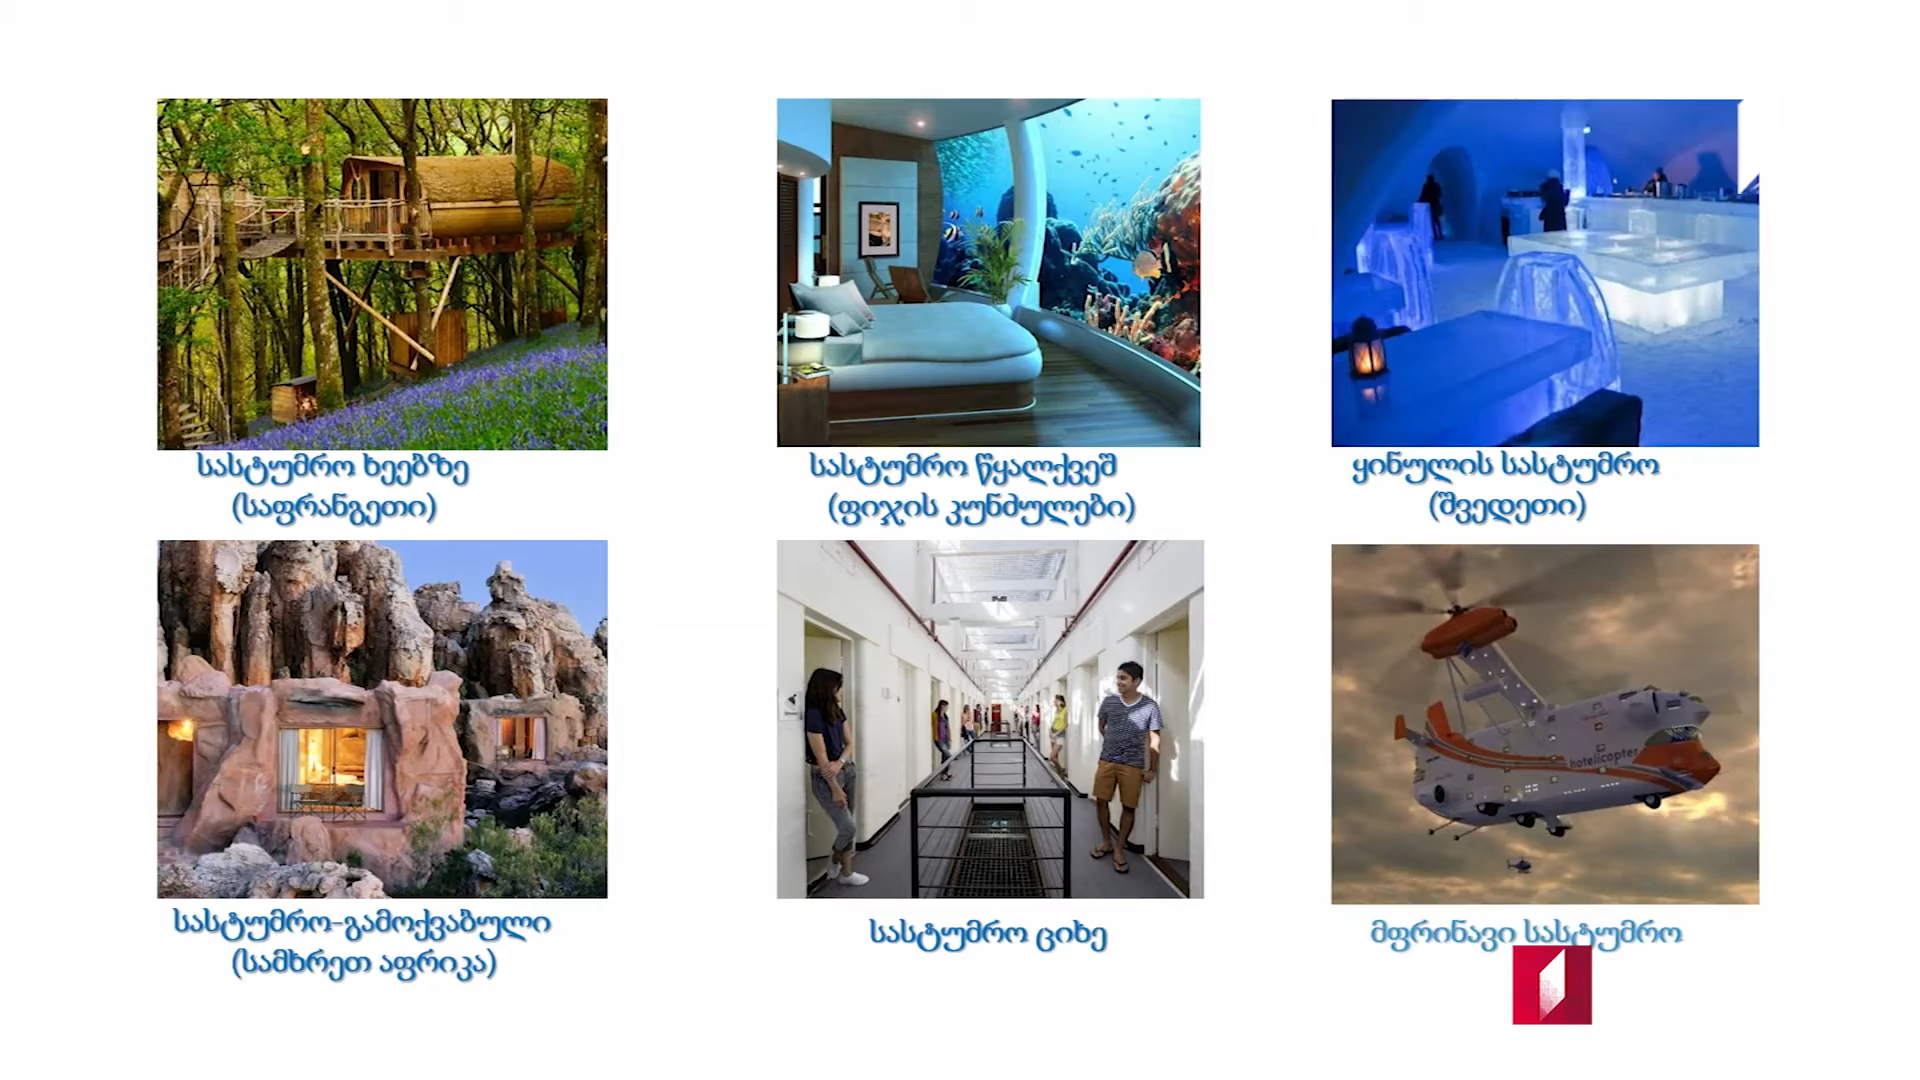 სასტუმრო ხეებზე
(საფრანგეთი)
სასტუმრო წყალქვეშ
(ფიჯის კუნძულები)
ყინულის სასტუმრო
(შვედეთი)
hotelicopter
სასტუმრო-გამოქვაბული
(სამხრეთ აფრიკა)
სასტუმრო ციხე
მფრინავი სასტუმრო